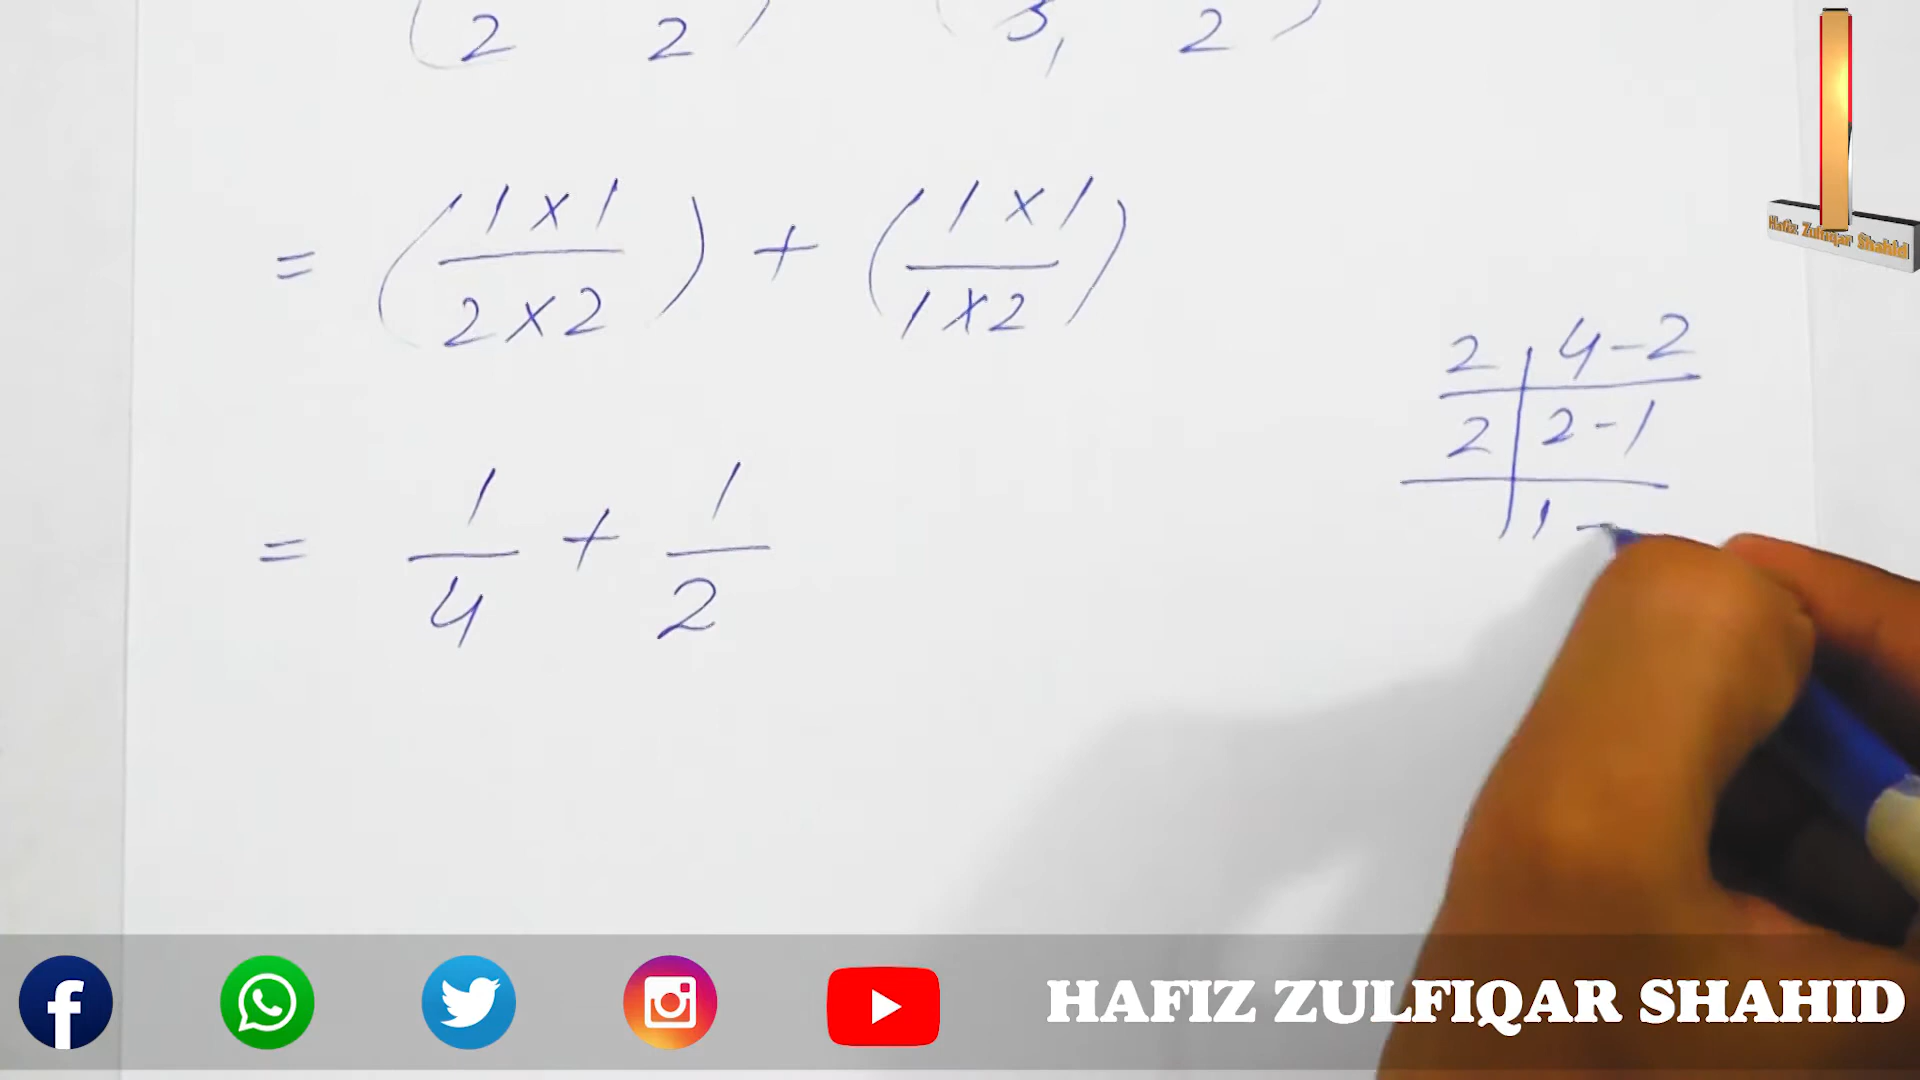 (2 2) (3, 2)
= (1×1/2×2) + (1×1/1×2)
= 1/4 + 1/2
2 | 4-2
2 | 2-1
1 -
Hafiz Zulfiqar Shahid
HAFIZ ZULFIQAR SHAHID